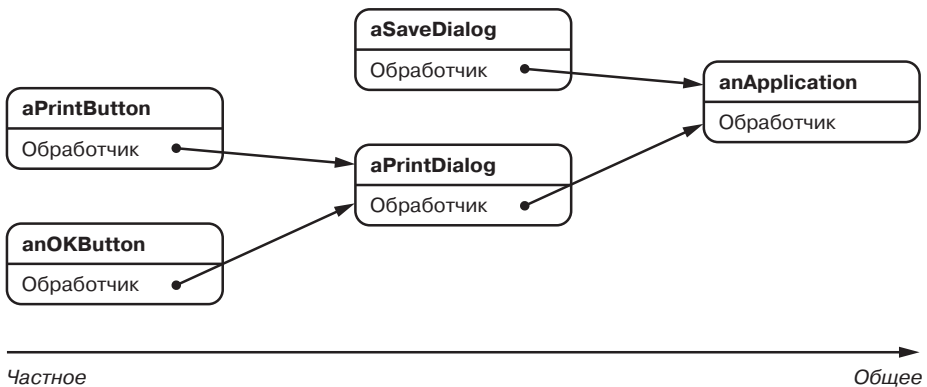 aSaveDialog
Обработчик
anApplication
Обработчик
aPrintButton
Обработчик
aPrintDialog
Обработчик
anOKButton
Обработчик
Частное
Общее